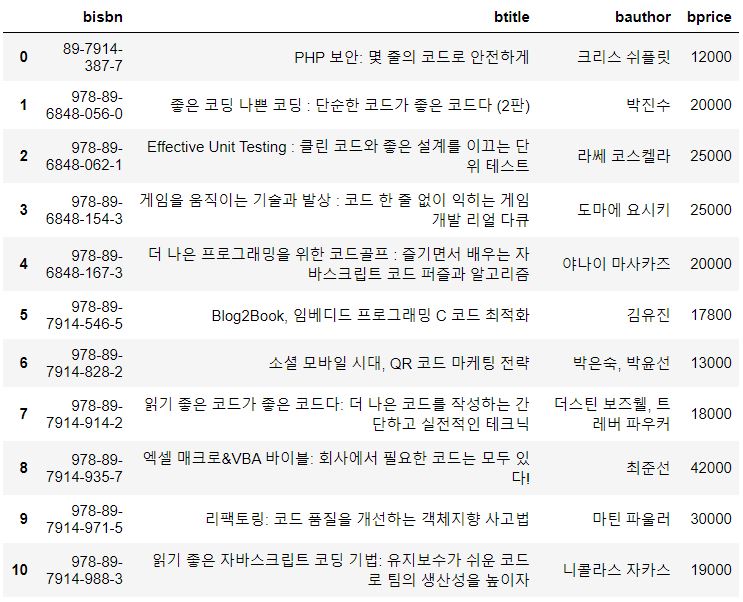 bisbn btitle bauthor bprice
0 89-7914-387-7 PHP 보안: 몇 줄의 코드로 안전하게 크리스 쉬플릿 12000
1 978-89-6848-056-0 좋은 코딩 나쁜 코딩 : 단순한 코드가 좋은 코드다 (2판) 박진수 20000
2 978-89-6848-062-1 Effective Unit Testing : 클린 코드와 좋은 설계를 이끄는 단
위 테스트 라쎄 코스켈라 25000
3 978-89-6848-154-3 게임을 움직이는 기술과 발상 : 코드 한 줄 없이 익히는 게임
개발 리얼 다큐 도마에 요시키 25000
4 978-89-6848-167-3 더 나은 프로그래밍을 위한 코드골프 : 즐기면서 배우는 자
바스크립트 코드 퍼즐과 알고리즘 야나이 마사카즈 20000
5 978-89-7914-546-5 Blog2Book, 임베디드 프로그래밍 C 코드 최적화 김유진 17800
6 978-89-7914-828-2 소셜 모바일 시대, QR 코드 마케팅 전략 박은숙, 박윤선 13000
7 978-89-7914-914-2 읽기 좋은 코드가 좋은 코드다: 더 나은 코드를 작성하는 간
단하고 실전적인 테크닉 더스틴 보즈웰, 트레버 파우커 18000
8 978-89-7914-935-7 엑셀 매크로&VBA 바이블: 회사에서 필요한 코드는 모두 있
다! 최준선 42000
9 978-89-7914-971-5 리팩토링: 코드 품질을 개선하는 객체지향 사고법 마틴 파울러 30000
10 978-89-7914-988-3 읽기 좋은 자바스크립트 코딩 기법: 유지보수가 쉬운 코드
로 팀의 생산성을 높이자 니콜라스 자카스 19000